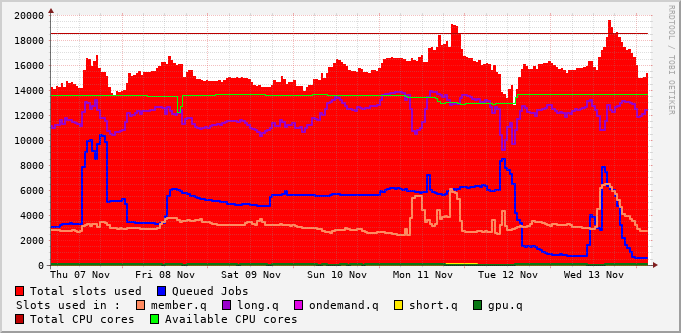 20000
18000
16000
14000
12000
10000
8000
6000
4000
2000
0
Thu 07 Nov Fri 08 Nov Sat 09 Nov Sun 10 Nov Mon 11 Nov Tue 12 Nov Wed 13 Nov
Total slots used Queued Jobs
Slots used in : member.q long.q ondemand.q short.q gpu.q
Total CPU cores Available CPU cores
RRDTOOL / TOBI OETIKER